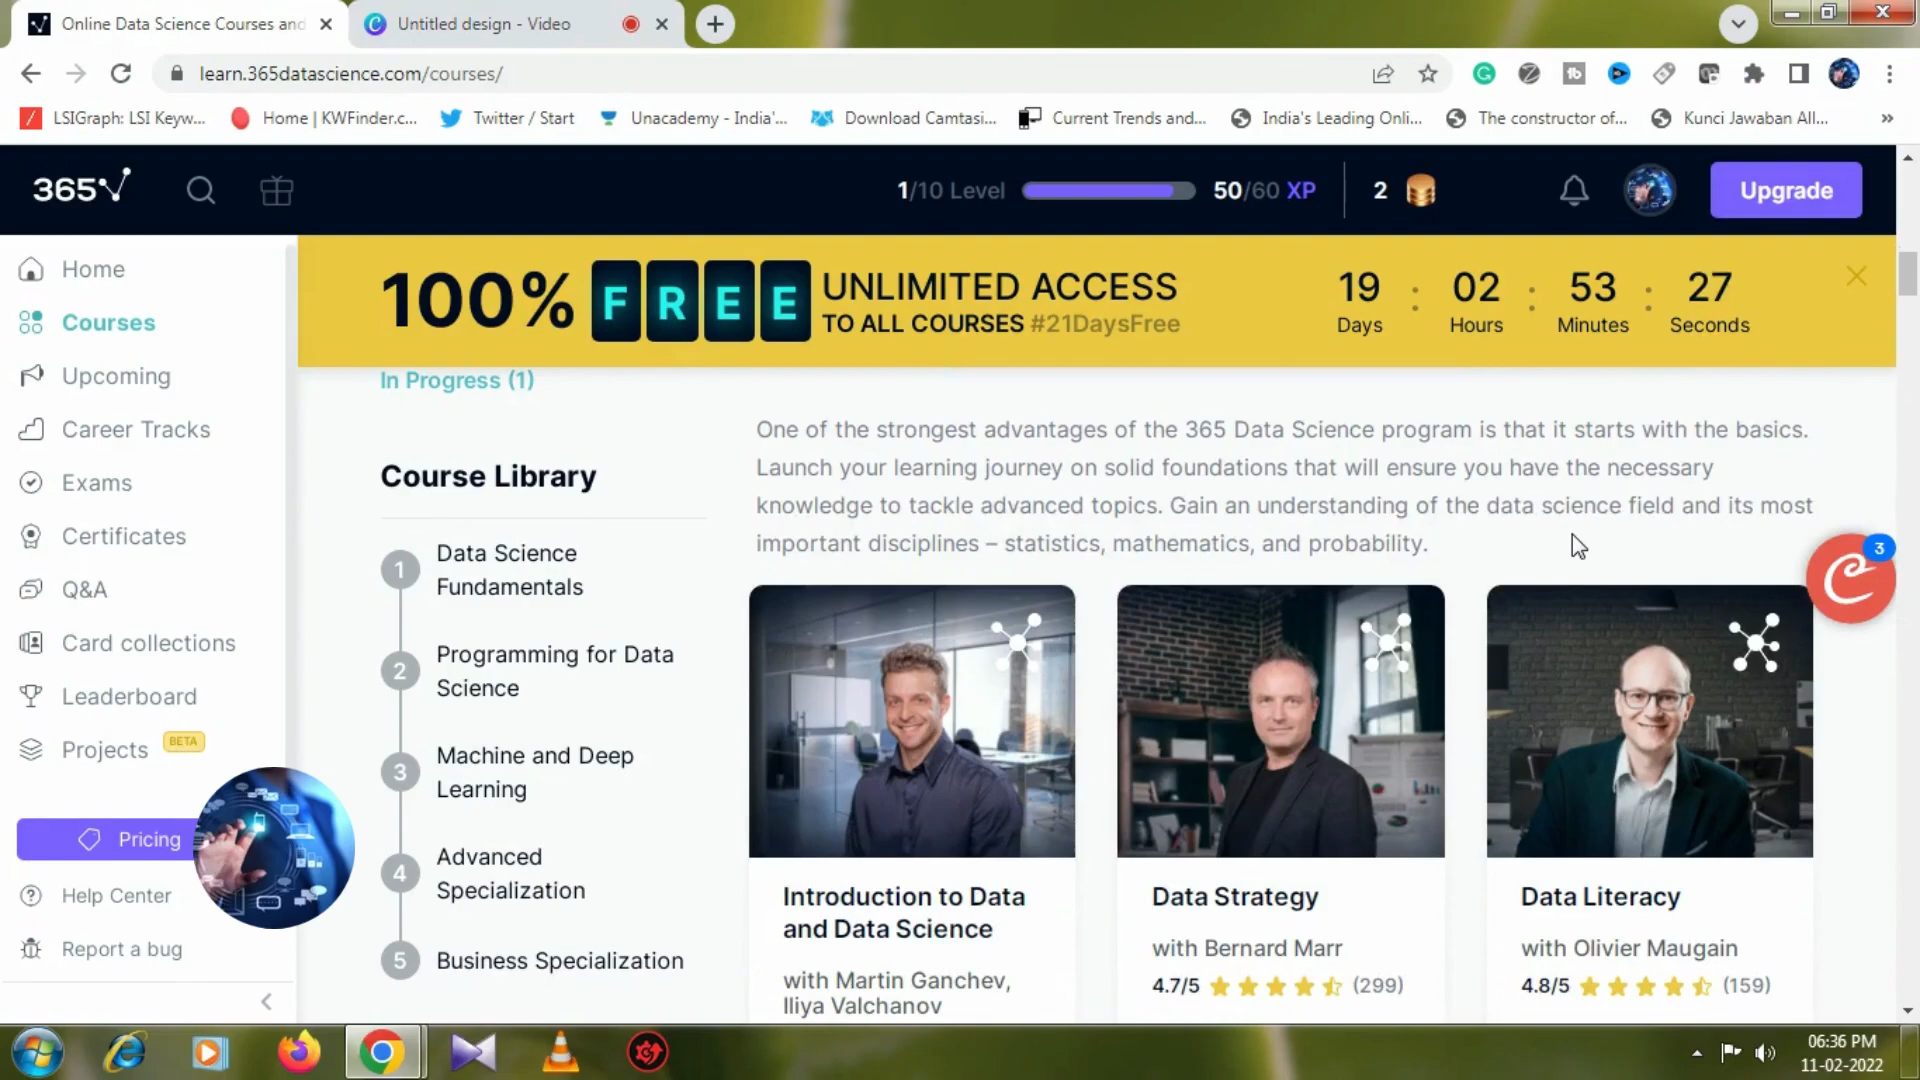 Online Data Science Courses and
Untitled design - Video
learn.365datascience.com/courses/
LSIGraph: LSI Keyw...
Home | KWFinder.c...
Twitter / Start
Unacademy - India'...
Download Camtasi...
Current Trends and...
India's Leading Onli...
The constructor of...
Kunci Jawaban All...
»
365
1/10 Level
50/60 XP
2
Upgrade
Home
Courses
Upcoming
Career Tracks
Exams
Certificates
Q&A
Card collections
Leaderboard
Projects BETA
Pricing
Help Center
Report a bug
100% FREE UNLIMITED ACCESS
TO ALL COURSES #21DaysFree
19 : 02 : 53 : 27
Days Hours Minutes Seconds
In Progress (1)
Course Library
1 Data Science
Fundamentals
2 Programming for Data
Science
3 Machine and Deep
Learning
4 Advanced
Specialization
5 Business Specialization
One of the strongest advantages of the 365 Data Science program is that it starts with the basics.
Launch your learning journey on solid foundations that will ensure you have the necessary
knowledge to tackle advanced topics. Gain an understanding of the data science field and its most
important disciplines – statistics, mathematics, and probability.
3
Introduction to Data
and Data Science
with Martin Ganchev,
Iliya Valchanov
Data Strategy
with Bernard Marr
4.7/5 (299)
Data Literacy
with Olivier Maugain
4.8/5 (159)
06:36 PM
11-02-2022